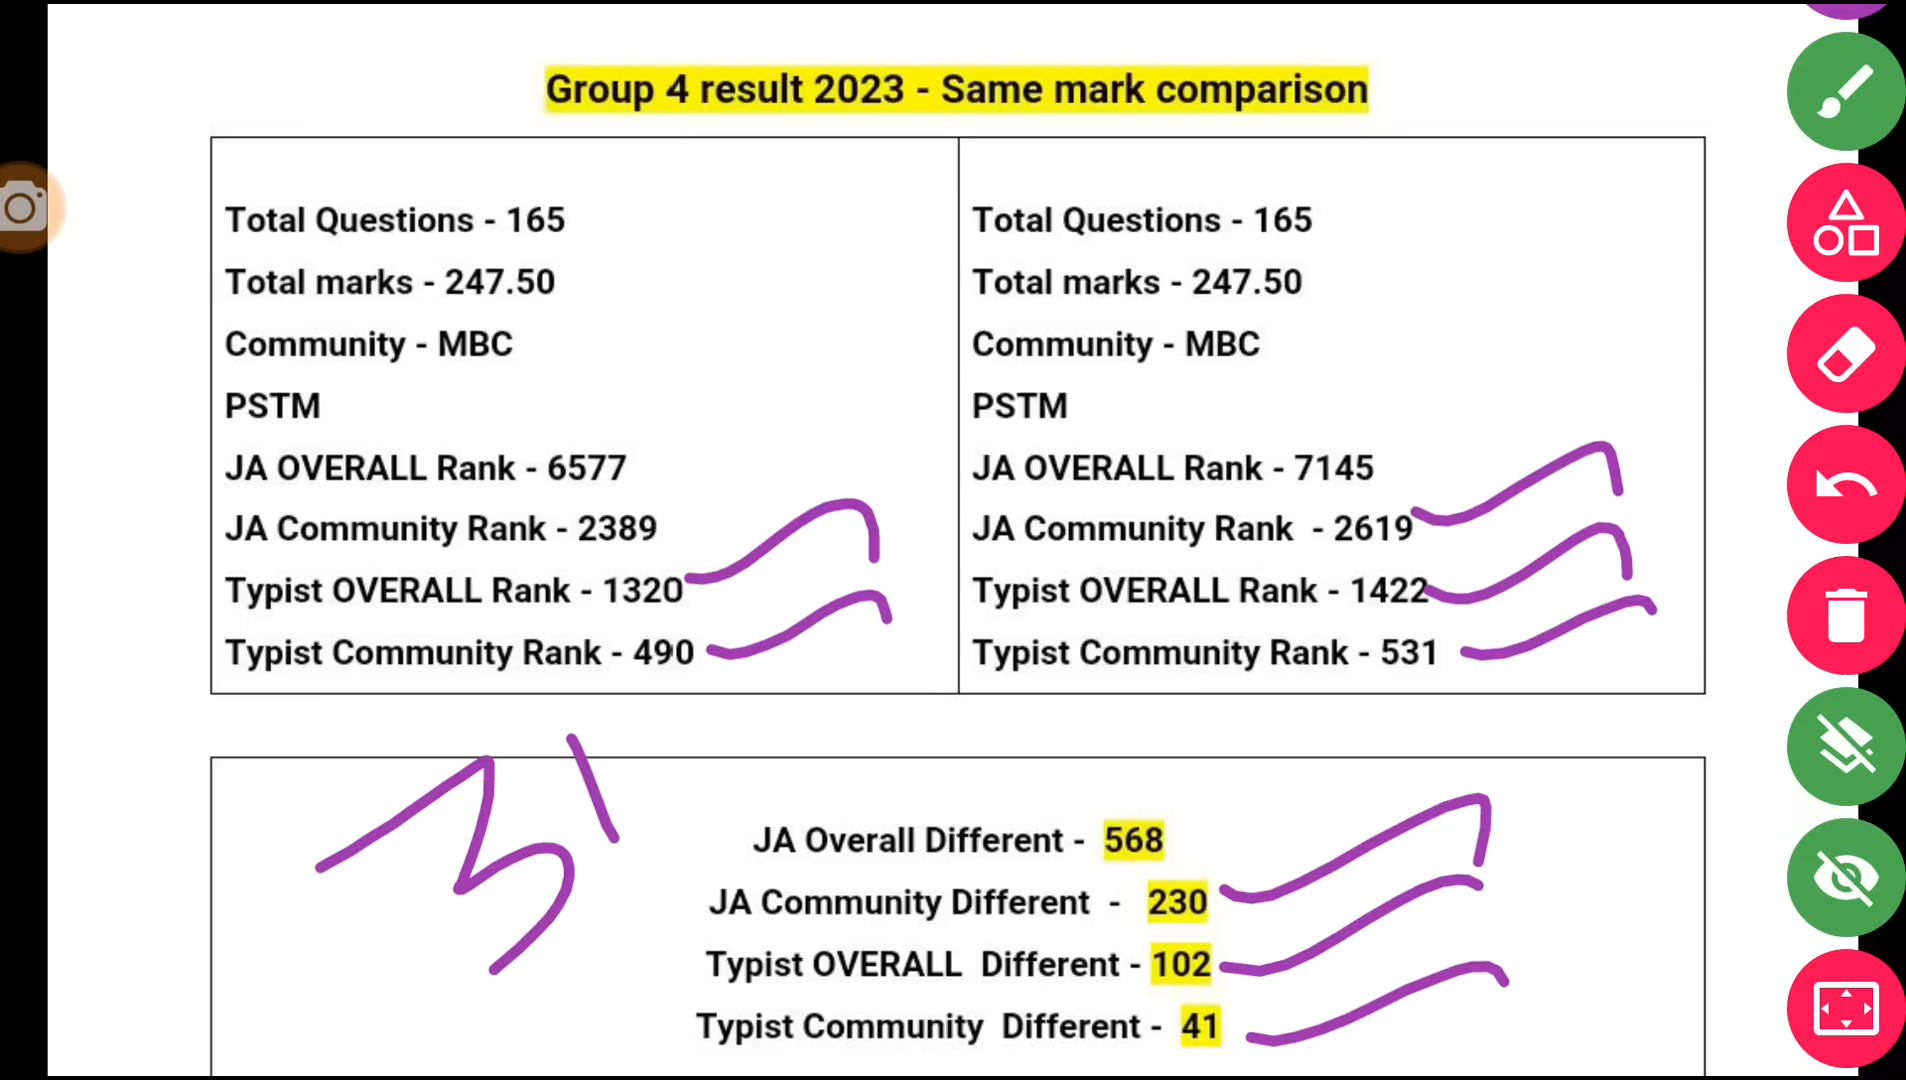 Group 4 result 2023 - Same mark comparison
Total Questions - 165
Total marks - 247.50
Community - MBC
PSTM
JA OVERALL Rank - 6577
JA Community Rank - 2389
Typist OVERALL Rank - 1320
Typist Community Rank - 490
Total Questions - 165
Total marks - 247.50
Community - MBC
PSTM
JA OVERALL Rank - 7145
JA Community Rank - 2619
Typist OVERALL Rank - 1422
Typist Community Rank - 531
JA Overall Different - 568
JA Community Different - 230
Typist OVERALL Different - 102
Typist Community Different - 41